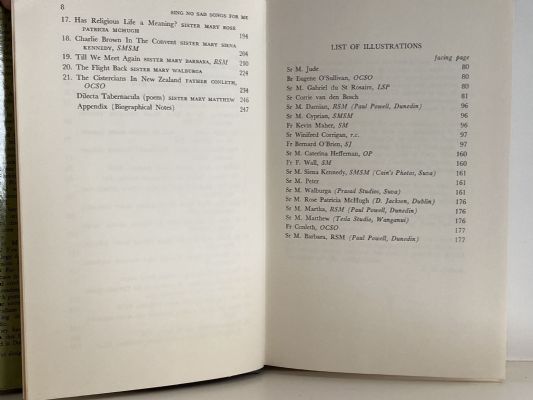 8
SING NO SAD SONGS FOR ME
17. Has Religious Life a Meaning? SISTER MARY ROSE
PATRICIA MCHUGH 194
18. Charlie Brown In The Convent SISTER MARY SIENA
KENNEDY, SMSM 204
19. Till We Meet Again SISTER MARY BARBARA, RSM 210
20. The Flight Back SISTER MARY WALBURGA 224
21. The Cistercians In New Zealand FATHER CONLETH,
OCSO 234
Dilecta Tabernacula (poem) SISTER MARY MATTHEW 246
Appendix (Biographical Notes) 247
LIST OF ILLUSTRATIONS
facing page
Sr M. Jude 80
Br Eugene O'Sullivan, OCSO 80
Sr M. Gabriel du St Rosaire, LSP 80
Sr Corrie van den Bosch 81
Sr M. Damian, RSM (Paul Powell, Dunedin) 96
Sr M. Cyprian, SMSM 96
Fr Kevin Maher, SM 96
Sr Winifred Corrigan, r.c. 97
Fr Bernard O'Brien, SJ 97
Sr M. Caterina Heffernan, OP 160
Fr F. Wall, SM 160
Sr M. Siena Kennedy, SMSM (Cain's Photos, Suva) 161
Sr M. Peter 161
Sr M. Walburga (Prasad Studios, Suva) 161
Sr M. Rose Patricia McHugh (D. Jackson, Dublin) 176
Sr M. Martha, RSM (Paul Powell, Dunedin) 176
Sr M. Matthew (Tesla Studio, Wanganui) 176
Fr Conleth, OCSO 177
Sr M. Barbara, RSM (Paul Powell, Dunedin) 177